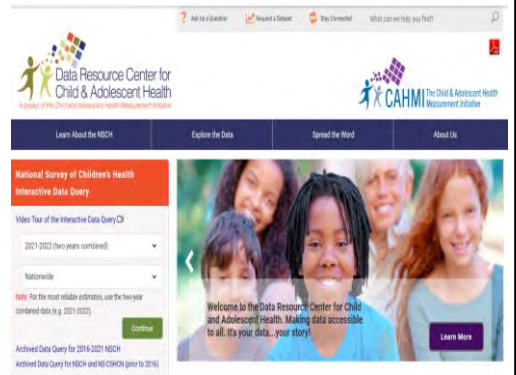 Ask Us a Question
Request a Dataset
Stay Connected
What can we help you find?
Data Resource Center for
Child & Adolescent Health
A project of the Child and Adolescent Health Measurement Initiative
CAHMI
The Child & Adolescent Health
Measurement Initiative
Learn About the NSCH
Explore the Data
Spread the Word
About Us
National Survey of Children's Health
Interactive Data Query
Video Tour of the Interactive Data Query
2021-2022 (two years combined)
Nationwide
Note: For the most reliable estimates, use the two-year
combined data (e.g. 2021-2022).
Continue
Archived Data Query for 2016-2021 NSCH
Archived Data Query for NSCH and NS-CSHCN (prior to 2016)
Welcome to the Data Resource Center for Child
and Adolescent Health. Making data accessible
to all. It's your data...your story!
Learn More